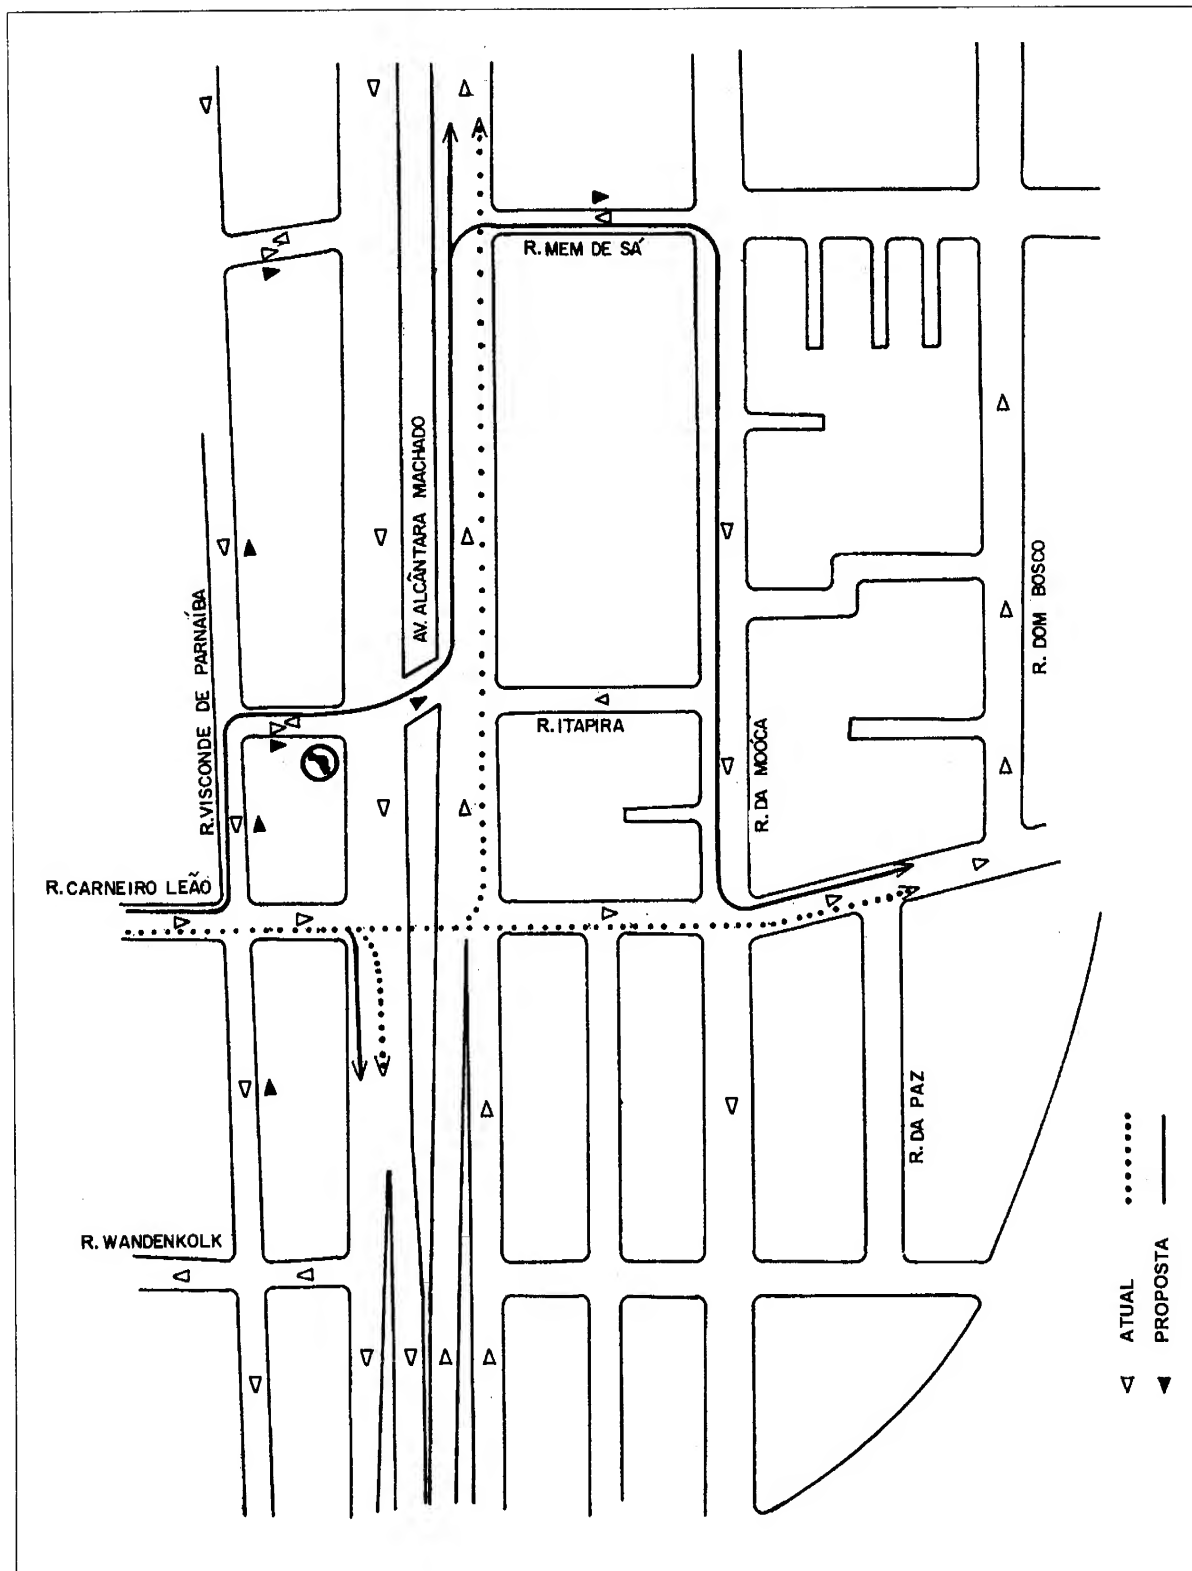 R. MEM DE SÁ
AV. ALCÂNTARA MACHADO
R. VISCONDE DE PARNAÍBA
R. DOM BOSCO
R. ITAPIRA
R. DA MOÓCA
R. CARNEIRO LEÃO
R. DA PAZ
R. WANDENKOLK
ATUAL
PROPOSTA